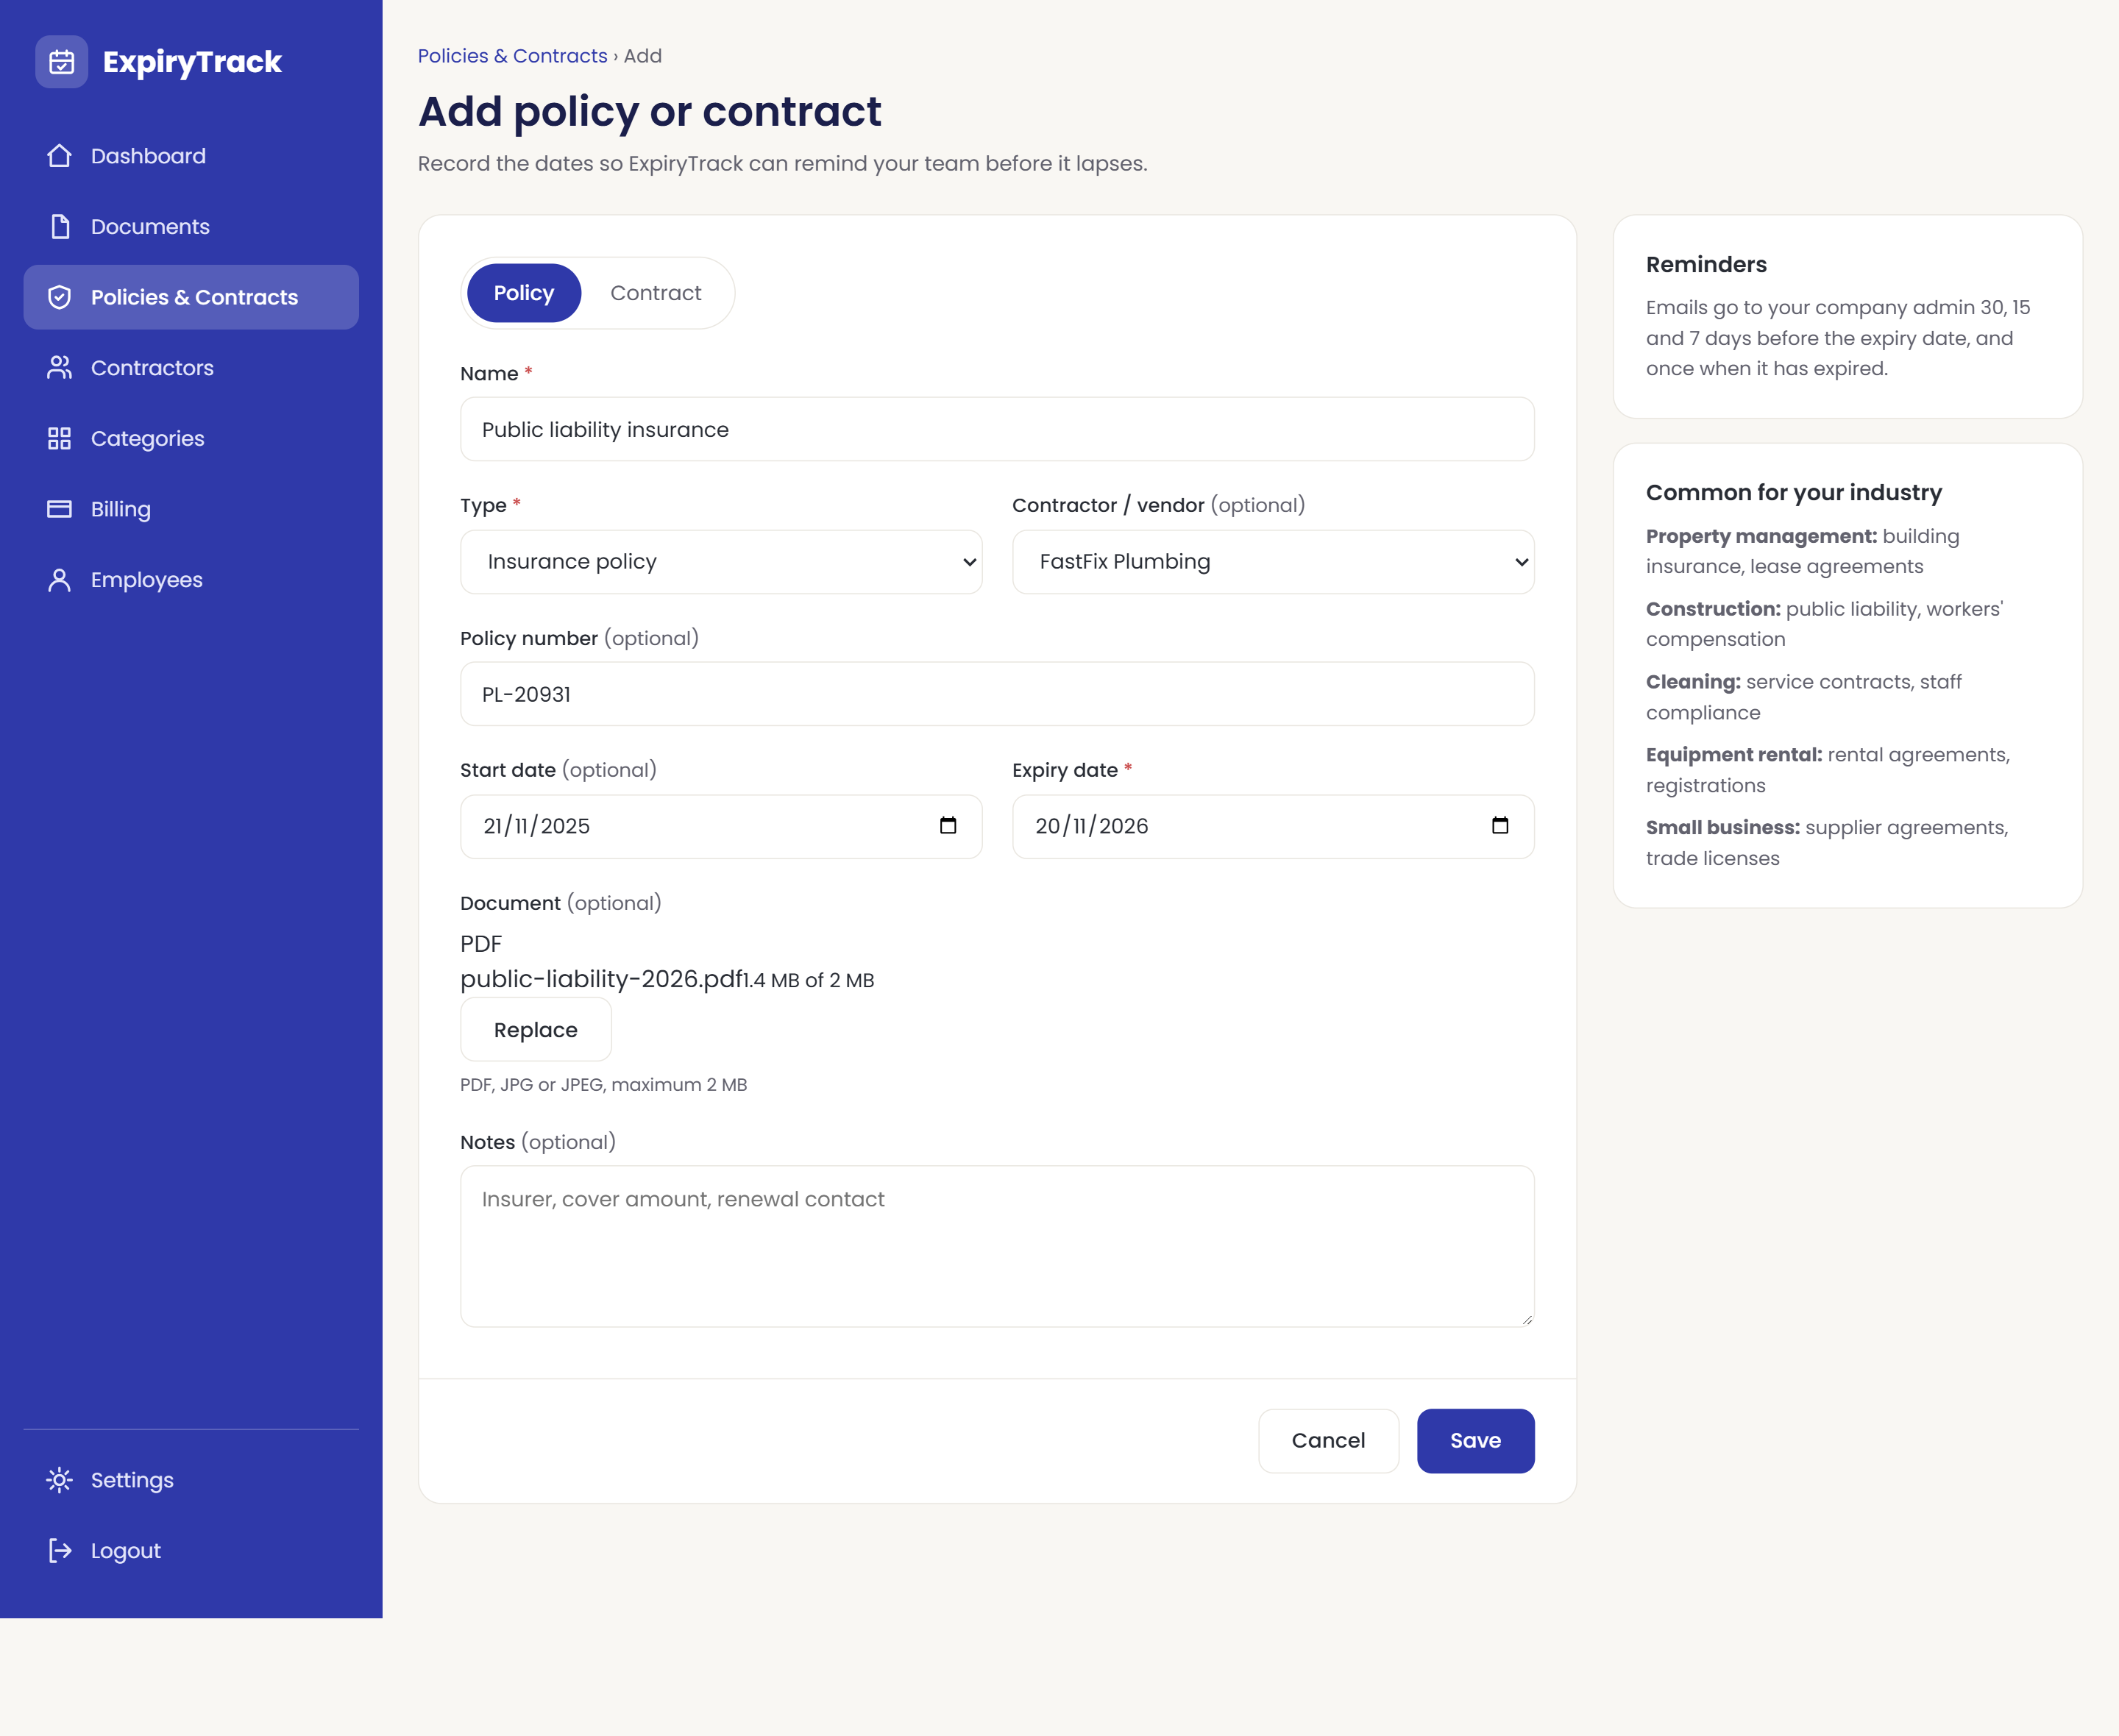 ExpiryTrack
Dashboard
Documents
Policies & Contracts
Contractors
Categories
Billing
Employees
Settings
Logout
Policies & Contracts › Add
Add policy or contract
Record the dates so ExpiryTrack can remind your team before it lapses.
Policy
Contract
Name *
Public liability insurance
Type *
Insurance policy
Contractor / vendor (optional)
FastFix Plumbing
Policy number (optional)
PL-20931
Start date (optional)
21/11/2025
Expiry date *
20/11/2026
Document (optional)
PDF
public-liability-2026.pdf1.4 MB of 2 MB
Replace
PDF, JPG or JPEG, maximum 2 MB
Notes (optional)
Insurer, cover amount, renewal contact
Cancel
Save
Reminders
Emails go to your company admin 30, 15
and 7 days before the expiry date, and
once when it has expired.
Common for your industry
Property management: building
insurance, lease agreements
Construction: public liability, workers'
compensation
Cleaning: service contracts, staff
compliance
Equipment rental: rental agreements,
registrations
Small business: supplier agreements,
trade licenses